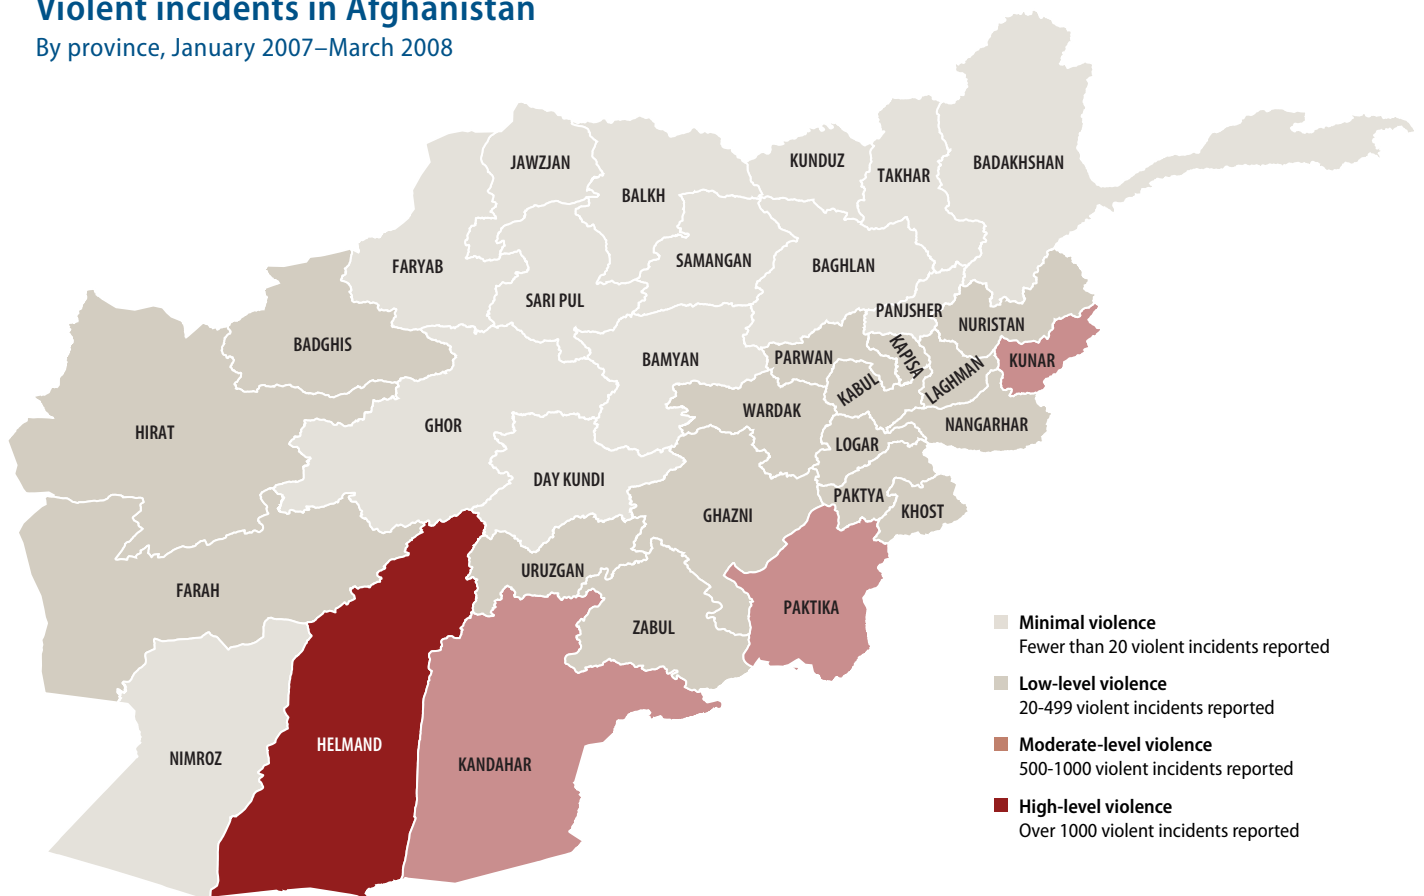 Violent incidents in Afghanistan
By province, January 2007–March 2008
JAWZJAN
KUNDUZ
TAKHAR
BADAKHSHAN
BALKH
FARYAB
SAMANGAN
BAGHLAN
SARI PUL
PANJSHER
NURISTAN
BADGHIS
BAMYAN
PARWAN
KAPISA
KUNAR
KABUL
LAGHMAN
HIRAT
GHOR
WARDAK
NANGARHAR
LOGAR
DAY KUNDI
PAKTYA
GHAZNI
KHOST
URUZGAN
FARAH
PAKTIKA
ZABUL
NIMROZ
HELMAND
KANDAHAR
Minimal violence
Fewer than 20 violent incidents reported
Low-level violence
20-499 violent incidents reported
Moderate-level violence
500-1000 violent incidents reported
High-level violence
Over 1000 violent incidents reported